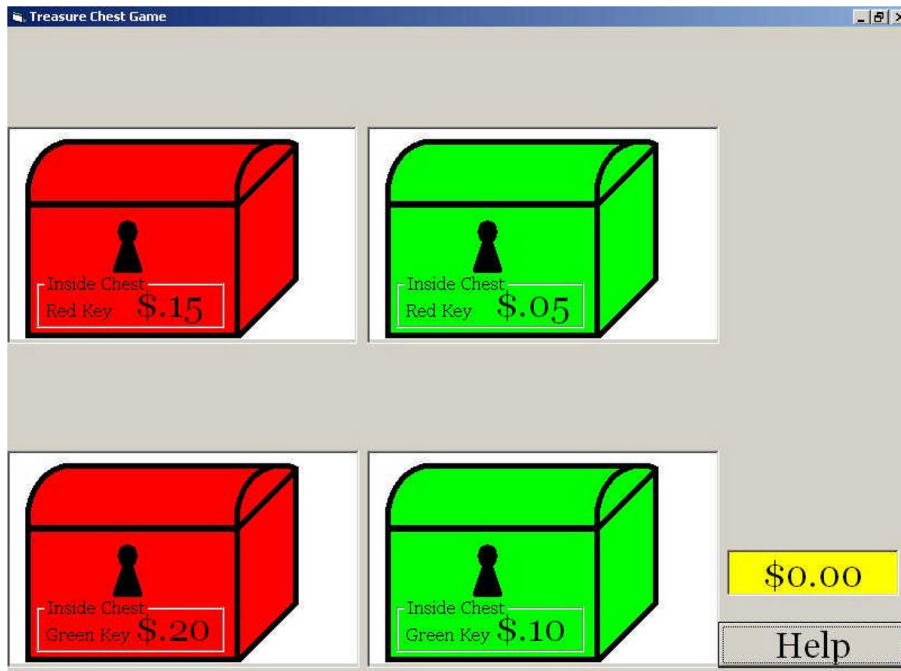 Treasure Chest Game
Inside Chest
Red Key $.15
Inside Chest
Red Key $.05
Inside Chest
Green Key $.20
Inside Chest
Green Key $.10
$0.00
Help